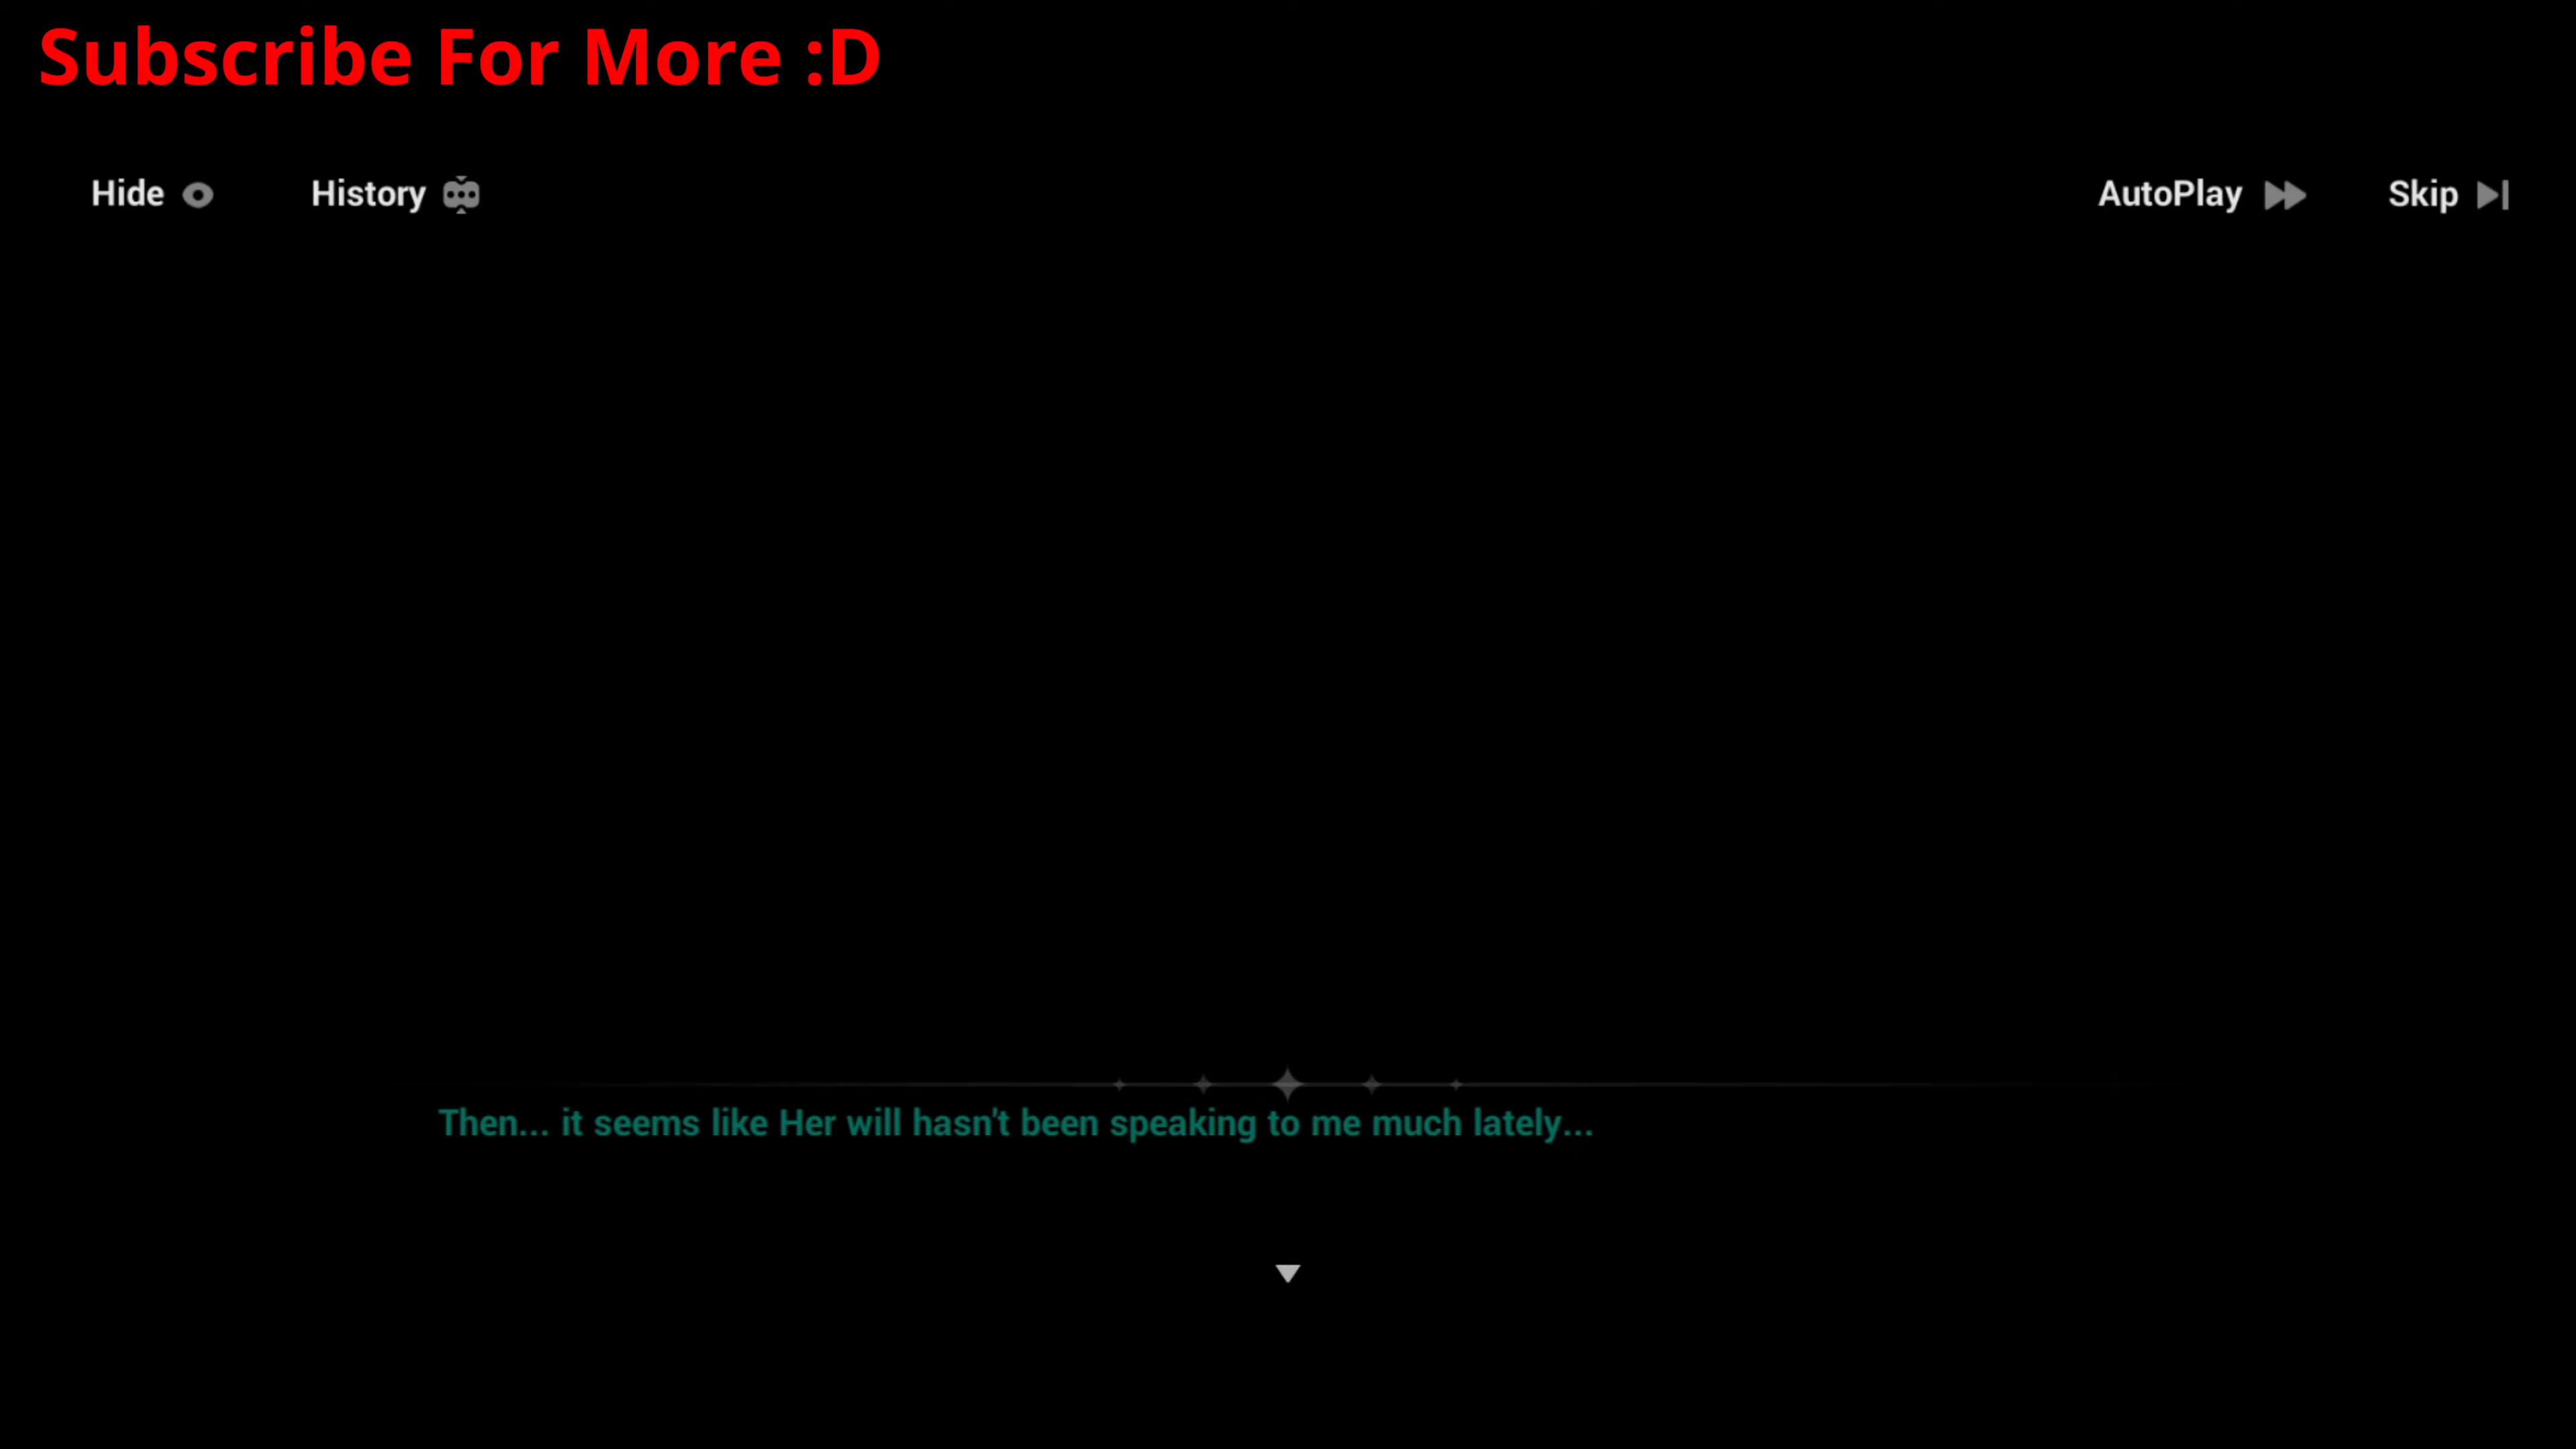 Subscribe For More :D
Hide History AutoPlay Skip
Then... it seems like Her will hasn't been speaking to me much lately...